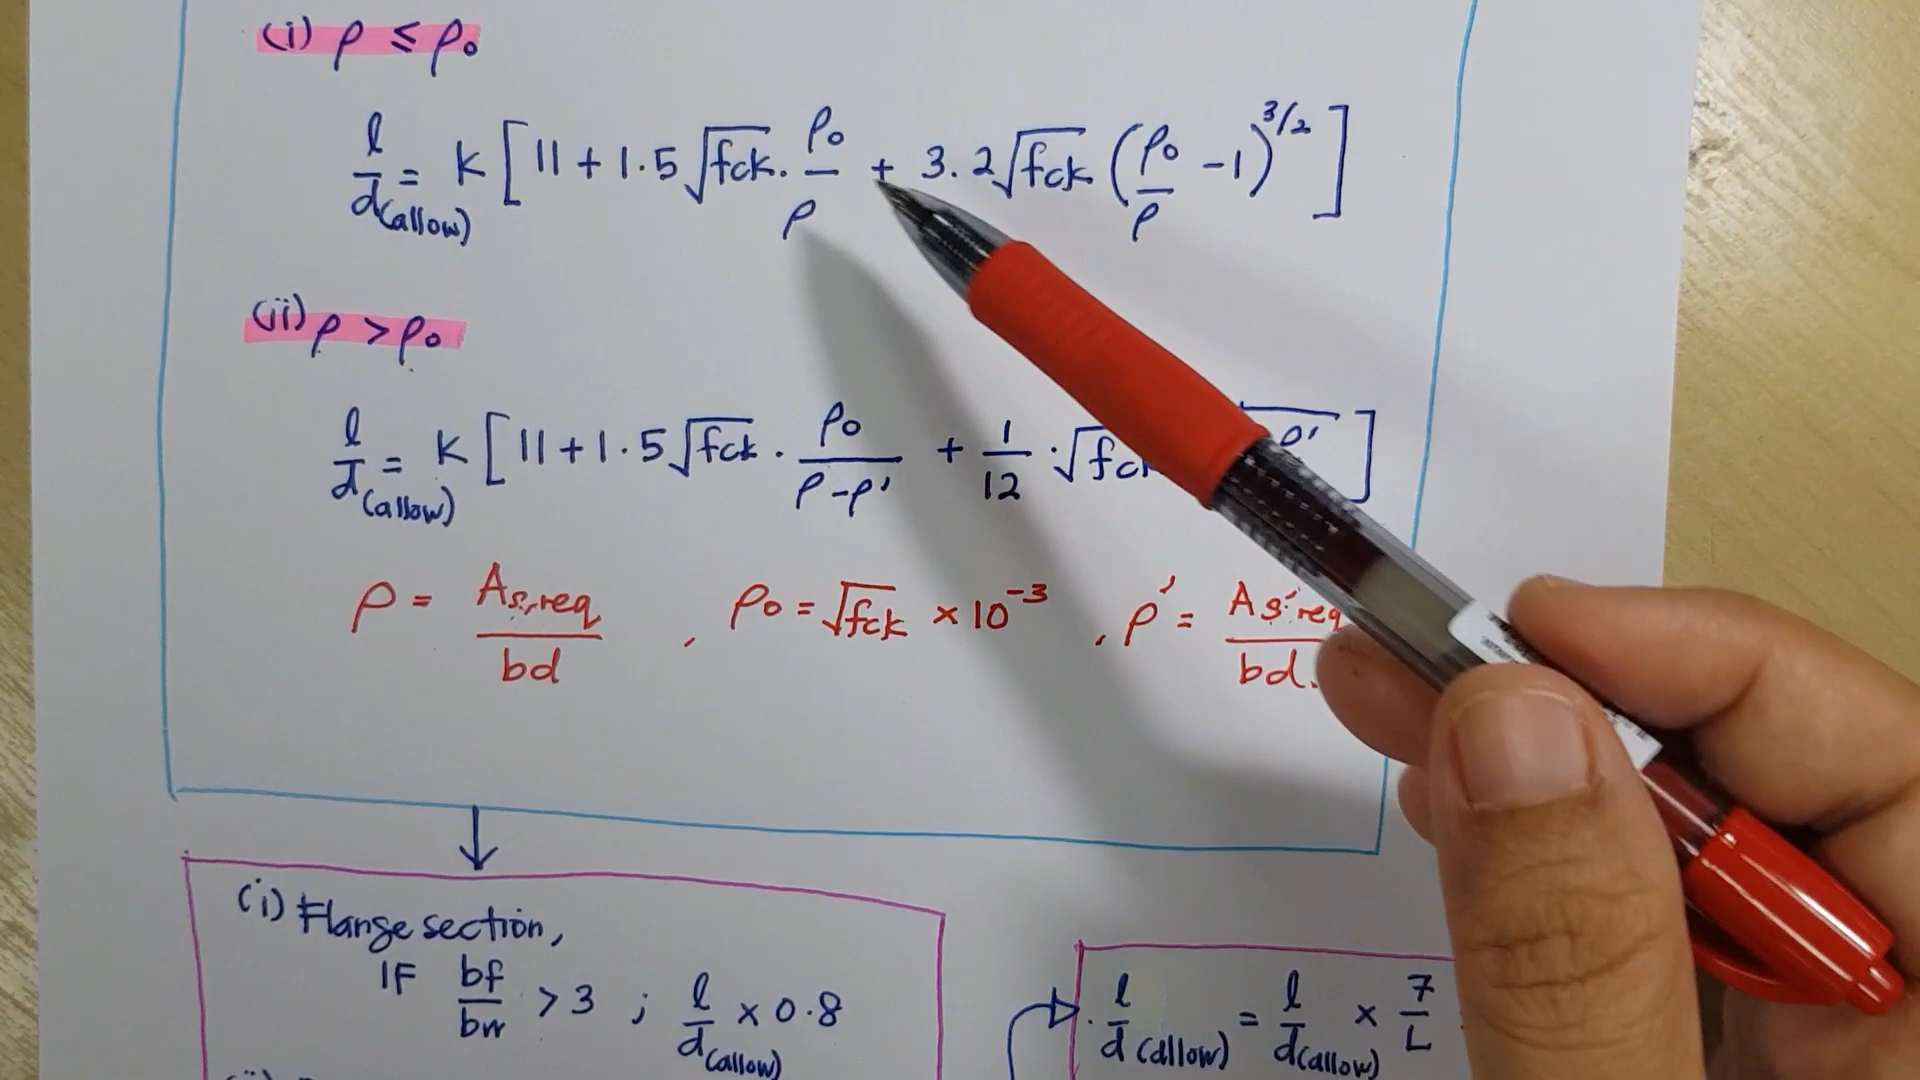 (i) ρ ≤ ρ₀
l/d (allow) = K [ 11 + 1.5 √fck . ρ₀/ρ + 3.2 √fck ( ρ₀/ρ - 1 )^3/2 ]
(ii) ρ > ρ₀
l/d (allow) = K [ 11 + 1.5 √fck . ρ₀/ρ-ρ' + 1/12 . √fck ρ' ]
ρ = As,req/bd , ρ₀ = √fck × 10^-3 , ρ' = As'req/bd.
(i) Flange section,
IF bf/bw > 3 ; l/d (allow) × 0.8
l/d (allow) = l/d (allow) × 7/L